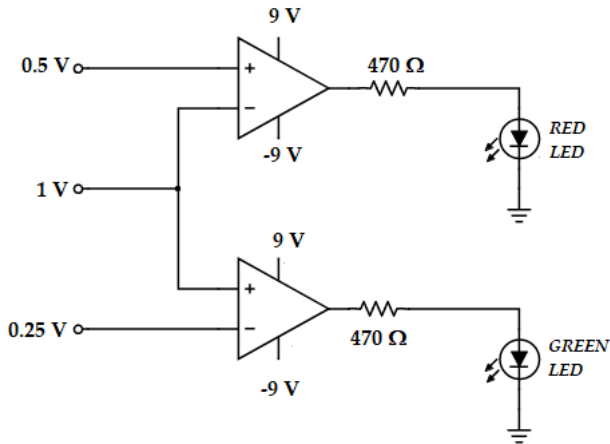 9 V
0.5 V
+
470 Ω
−
RED
LED
-9 V
1 V
9 V
+
0.25 V
−
470 Ω
GREEN
LED
-9 V